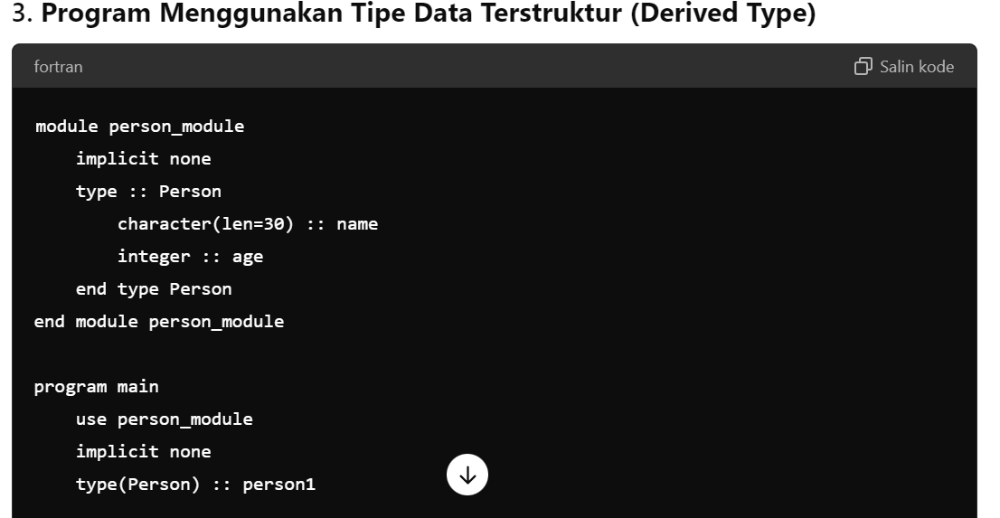 3. Program Menggunakan Tipe Data Terstruktur (Derived Type)
fortran
Salin kode
module person_module
    implicit none
    type :: Person
        character(len=30) :: name
        integer :: age
    end type Person
end module person_module

program main
    use person_module
    implicit none
    type(Person) :: person1